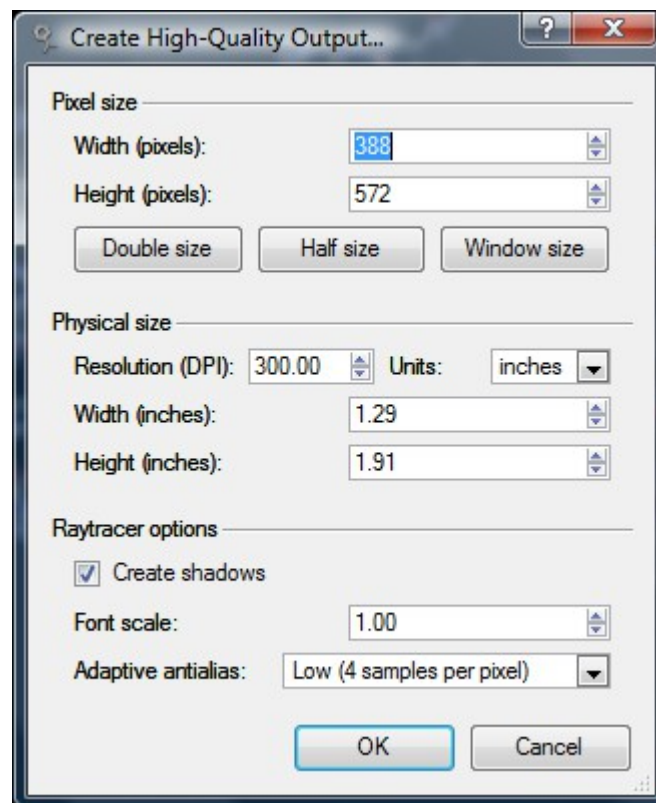 Create High-Quality Output...
?
X
Pixel size
Width (pixels): 388
Height (pixels): 572
Double size Half size Window size
Physical size
Resolution (DPI): 300.00 Units: inches
Width (inches): 1.29
Height (inches): 1.91
Raytracer options
Create shadows
Font scale: 1.00
Adaptive antialias: Low (4 samples per pixel)
OK Cancel